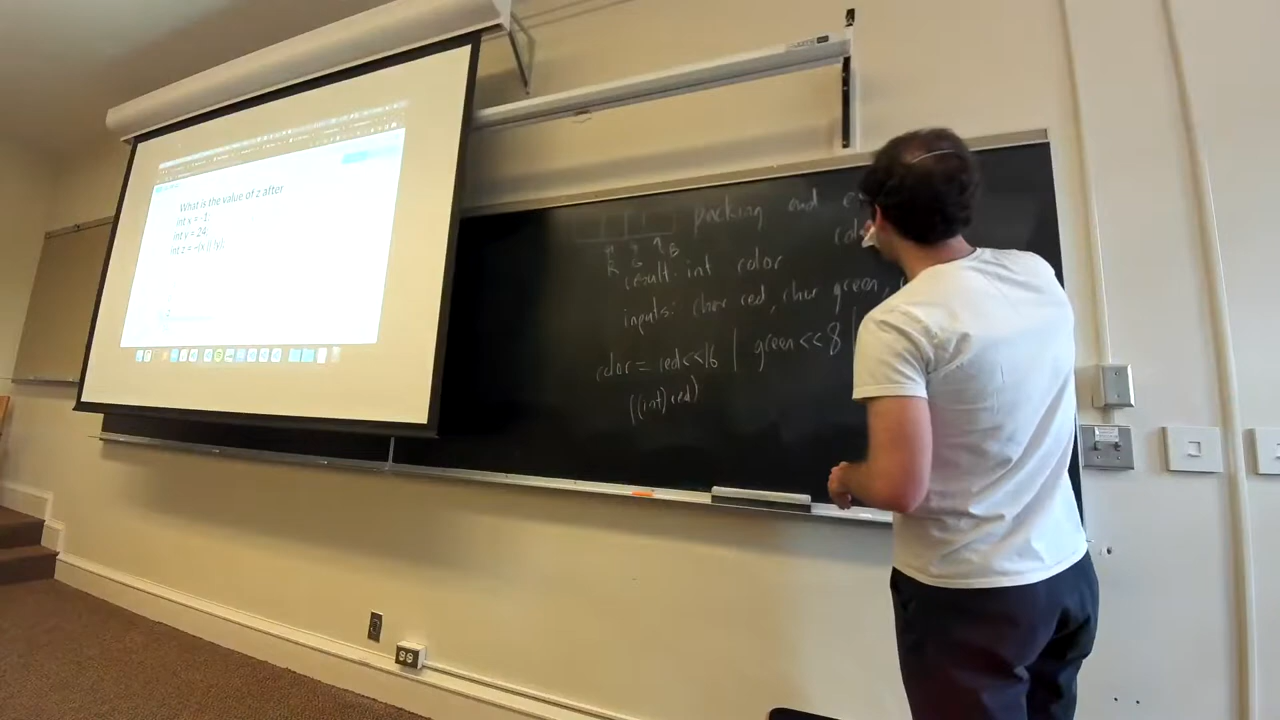 What is the value of z after
int x = -1;
int y = 24;
packing and
R G B
result: int color
inputs: char red, char green,
color = red<<16 | green<<8 |
((int) red)